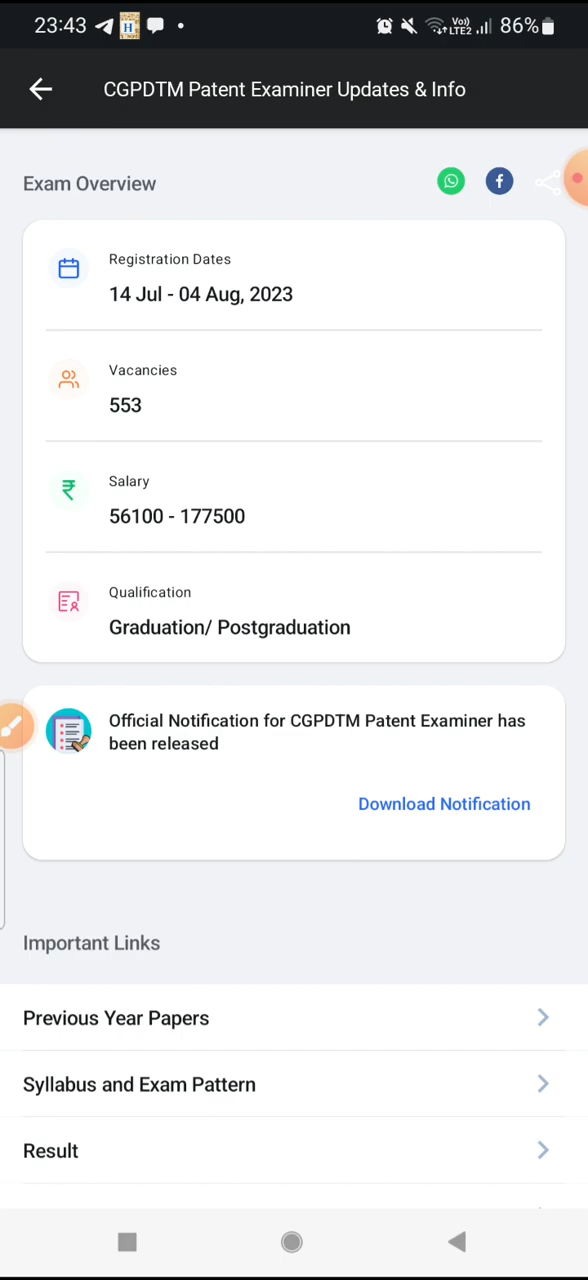 23:43 H Vo) LTE2 86%
CGPDTM Patent Examiner Updates & Info
Exam Overview
Registration Dates
14 Jul - 04 Aug, 2023
Vacancies
553
₹
Salary
56100 - 177500
Qualification
Graduation/ Postgraduation
Official Notification for CGPDTM Patent Examiner has
been released
Download Notification
Important Links
Previous Year Papers
Syllabus and Exam Pattern
Result